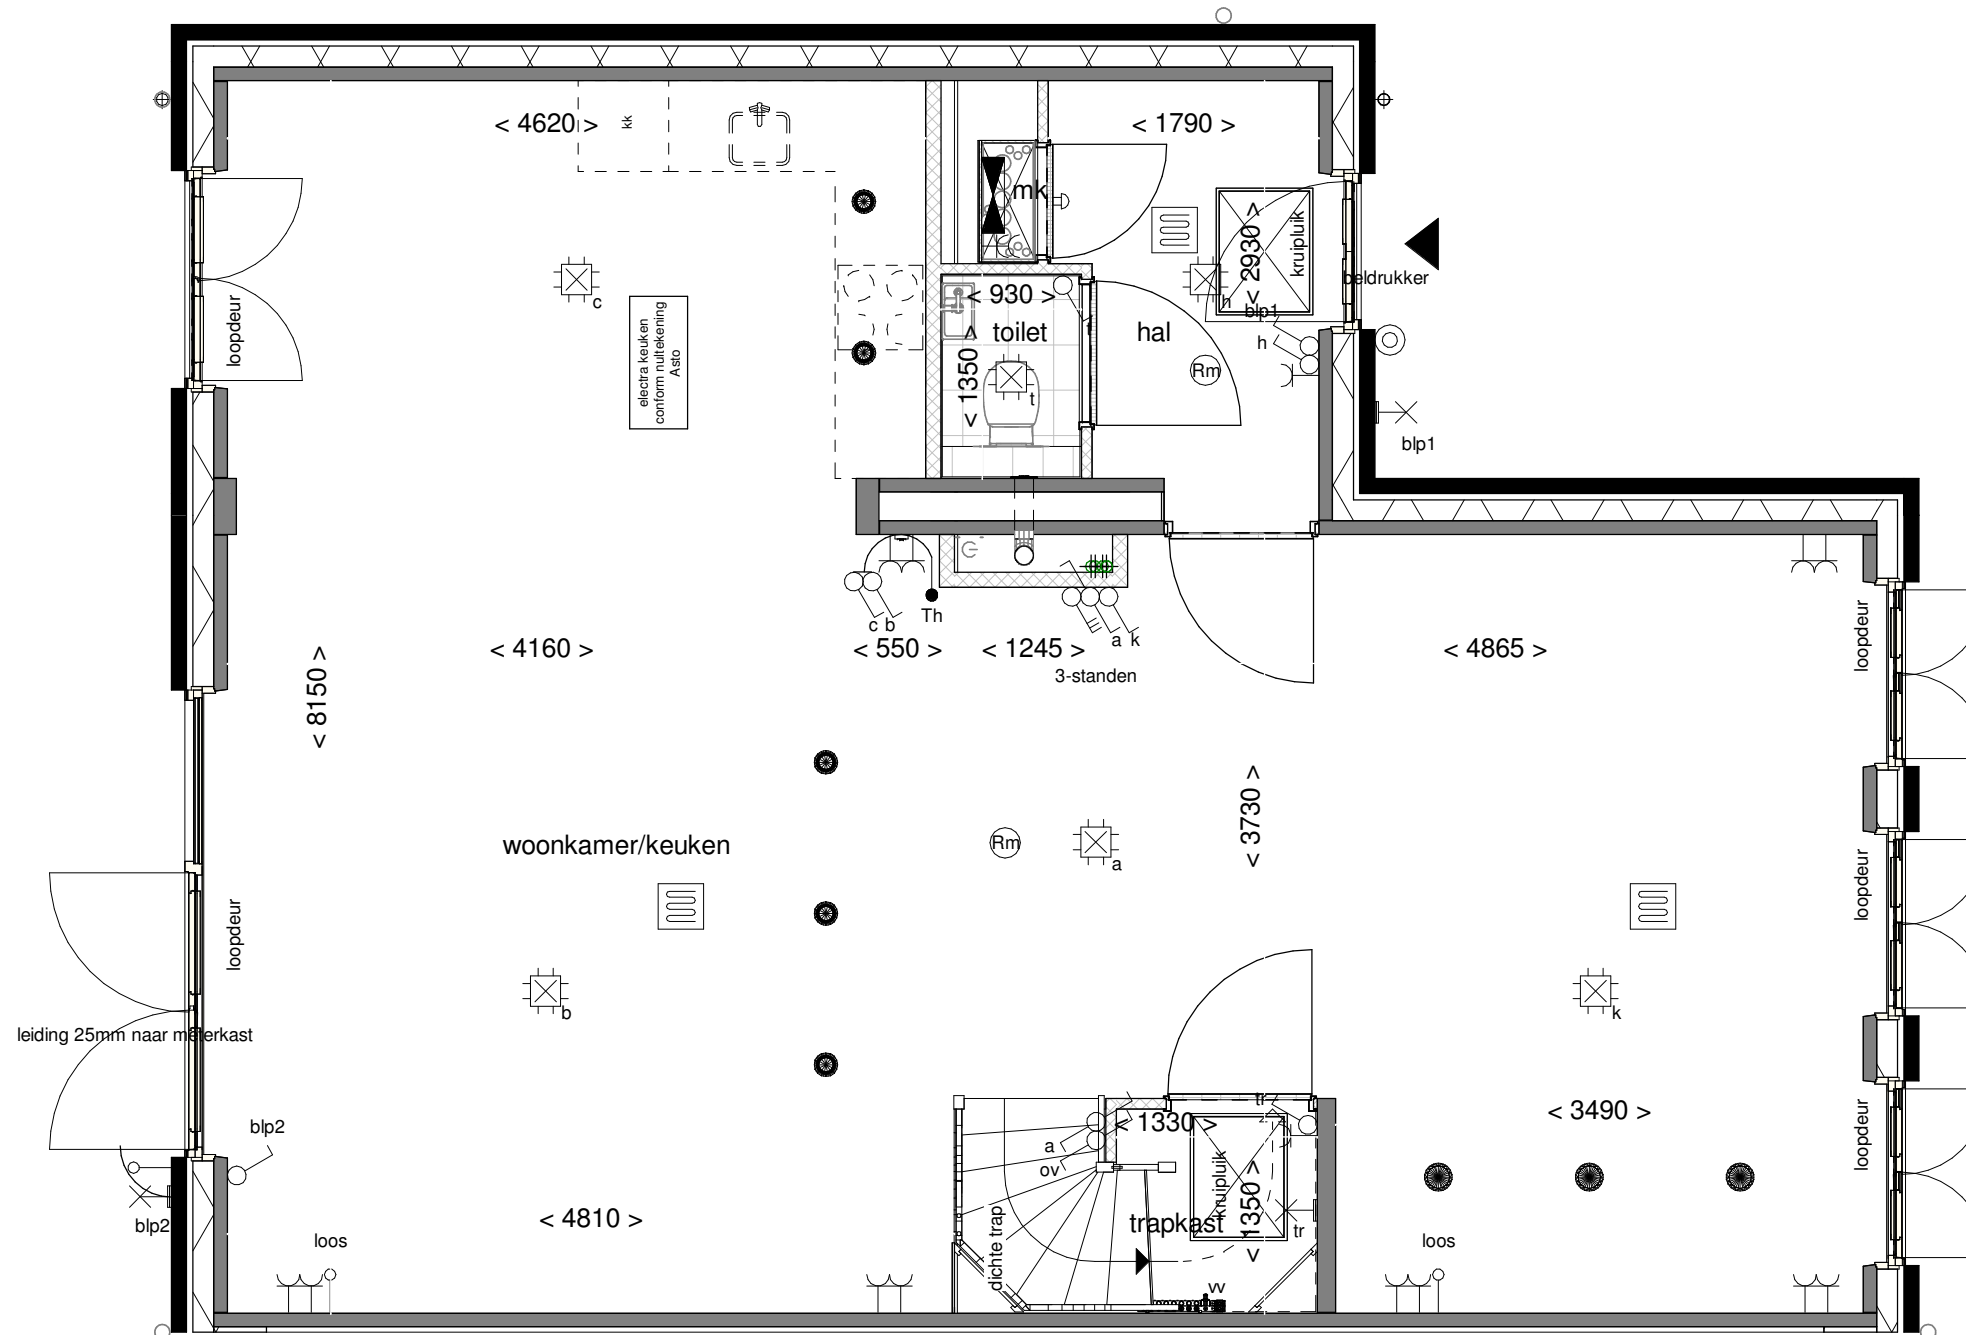 < 4620 >
kk
< 1790 >
mk
< 2930 >
kruipluik
beldrukker
c
h
blp1
h
loopdeur
electra keuken
conform nultekening
Asto
< 930 >
toilet
t
hal
< 1350 >
t
Rm
blp1
c b
Th
a k
3-standen
< 4160 >
< 550 >
< 1245 >
< 4865 >
loopdeur
< 8150 >
< 3730 >
woonkamer/keuken
Rm
a
loopdeur
loopdeur
b
k
leiding 25mm naar meterkast
blp2
a
ov
< 1330 >
tr
< 3490 >
loopdeur
kruipluik
< 1350 >
blp2
< 4810 >
dichte trap
trapkast
tr
loos
loos
vv